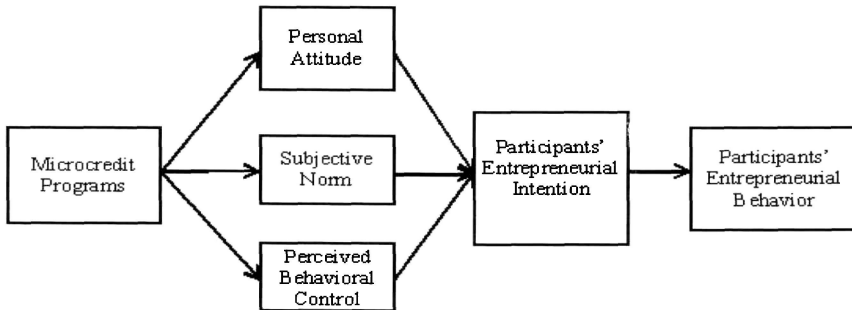 Microcredit
Programs
Personal
Attitude
Subjective
Norm
Perceived
Behavioral
Control
Participants'
Entrepreneurial
Intention
Participants'
Entrepreneurial
Behavior